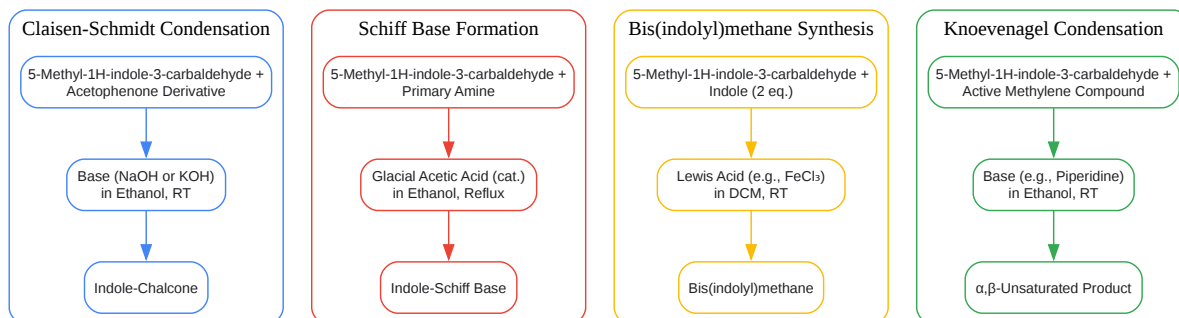 Claisen-Schmidt Condensation
5-Methyl-1H-indole-3-carbaldehyde +
Acetophenone Derivative
Base (NaOH or KOH)
in Ethanol, RT
Indole-Chalcone
Schiff Base Formation
5-Methyl-1H-indole-3-carbaldehyde +
Primary Amine
Glacial Acetic Acid (cat.)
in Ethanol, Reflux
Indole-Schiff Base
Bis(indolyl)methane Synthesis
5-Methyl-1H-indole-3-carbaldehyde +
Indole (2 eq.)
Lewis Acid (e.g., FeCl₃)
in DCM, RT
Bis(indolyl)methane
Knoevenagel Condensation
5-Methyl-1H-indole-3-carbaldehyde +
Active Methylene Compound
Base (e.g., Piperidine)
in Ethanol, RT
α,β-Unsaturated Product